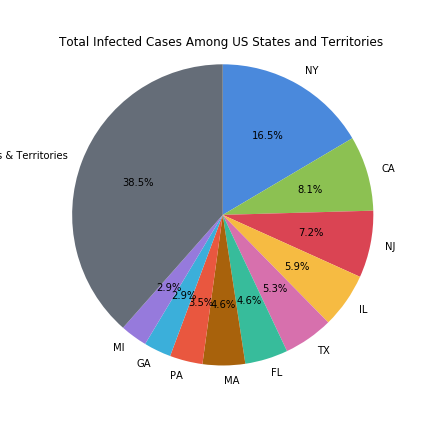 Total Infected Cases Among US States and Territories
NY
16.5%
CA
8.1%
NJ
7.2%
IL
5.9%
TX
5.3%
FL
4.6%
MA
4.6%
PA
3.5%
GA
2.9%
MI
2.9%
s & Territories
38.5%